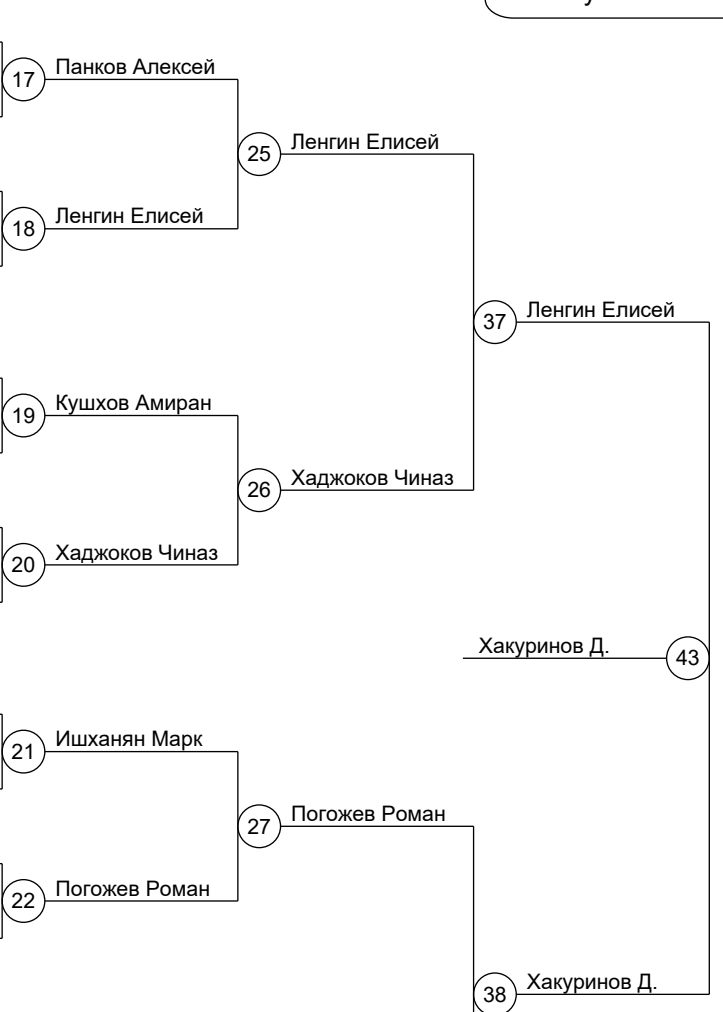 17 Панков Алексей
25 Ленгин Елисей
18 Ленгин Елисей
37 Ленгин Елисей
19 Кушхов Амиран
26 Хаджоков Чиназ
20 Хаджоков Чиназ
Хакуринов Д. 43
21 Ишханян Марк
27 Погожев Роман
22 Погожев Роман
38 Хакуринов Д.